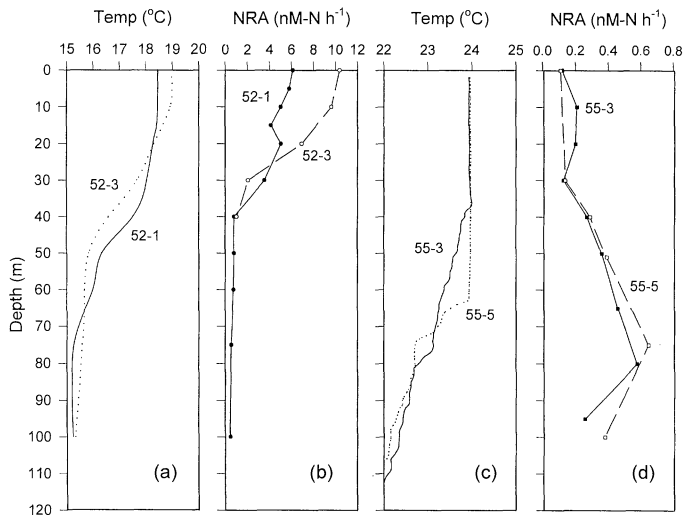 Temp (°C)
NRA (nM-N h⁻¹)
Temp (°C)
NRA (nM-N h⁻¹)
15 16 17 18 19 20
0 2 4 6 8 10 12
22 23 24 25
0.0 0.2 0.4 0.6 0.8
Depth (m)
0
10
20
30
40
50
60
70
80
90
100
110
120
52-3
52-1
(a)
52-1
52-3
(b)
55-3
55-5
(c)
55-3
55-5
(d)